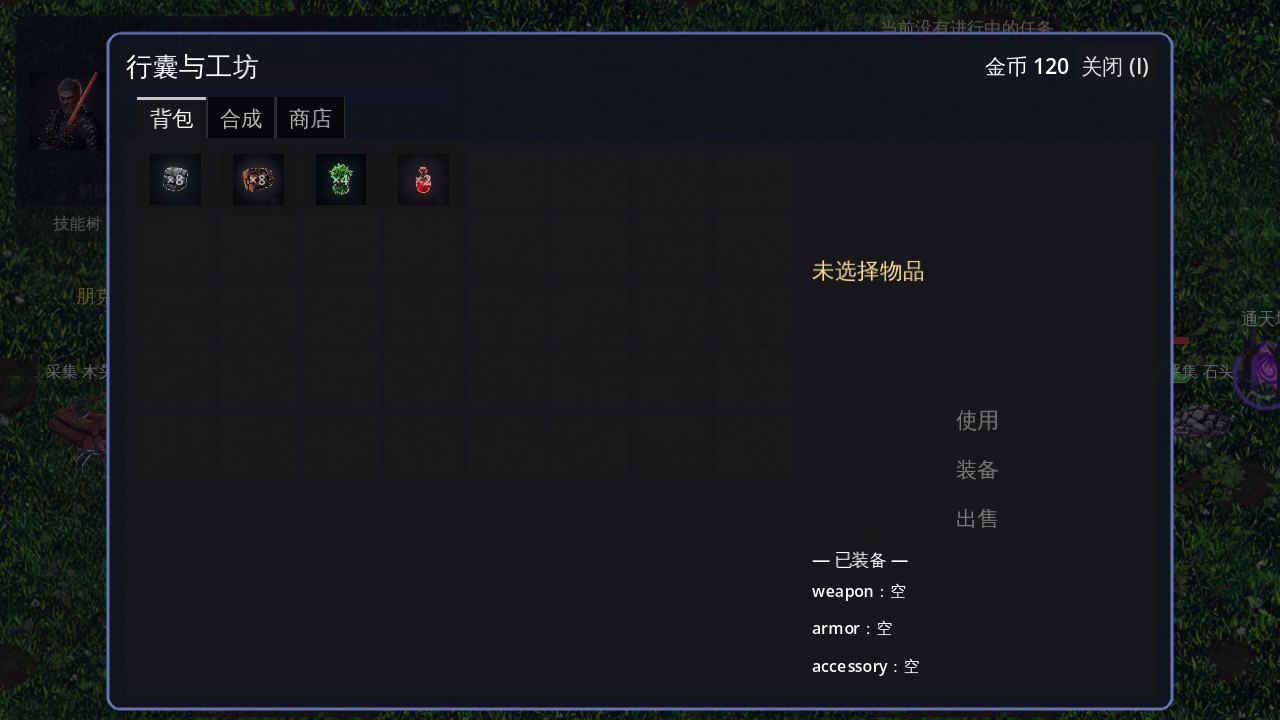 当前没有进行中的任务
行囊与工坊
金币 120 关闭 (I)
背包 合成 商店
×8 ×8 ×4 ×2
技能树
未选择物品
通天
采集 木头
采集 石头
使用
装备
出售
— 已装备 —
weapon：空
armor：空
accessory：空